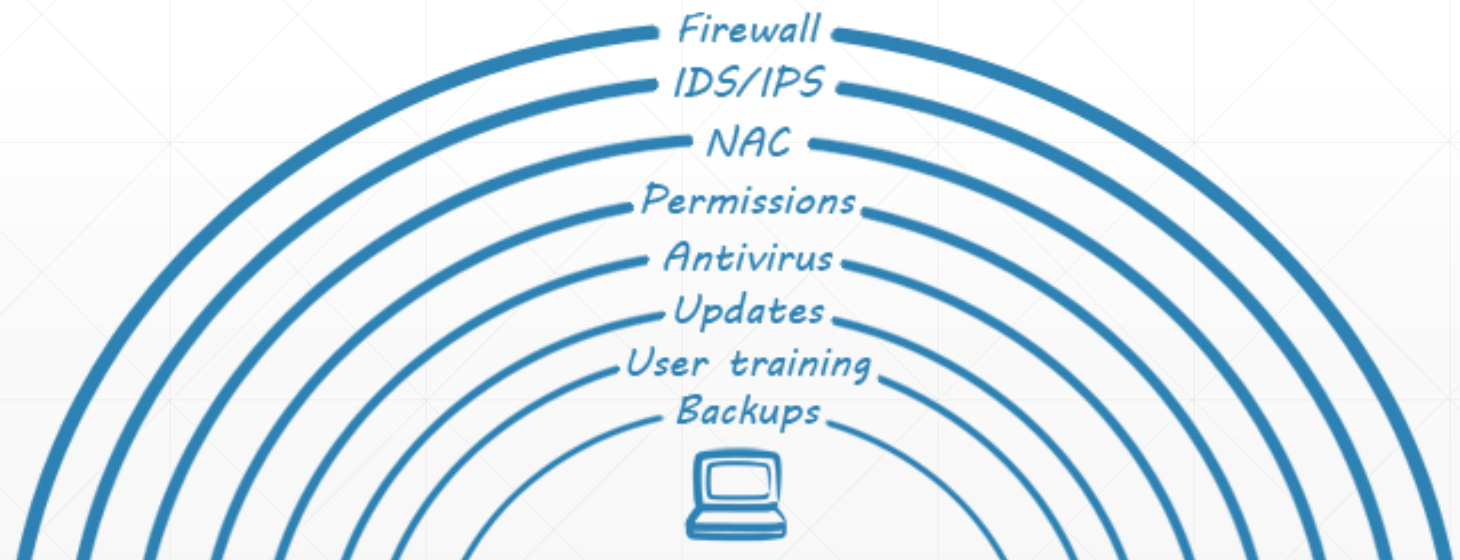 Firewall
IDS/IPS
NAC
Permissions
Antivirus
Updates
User training
Backups